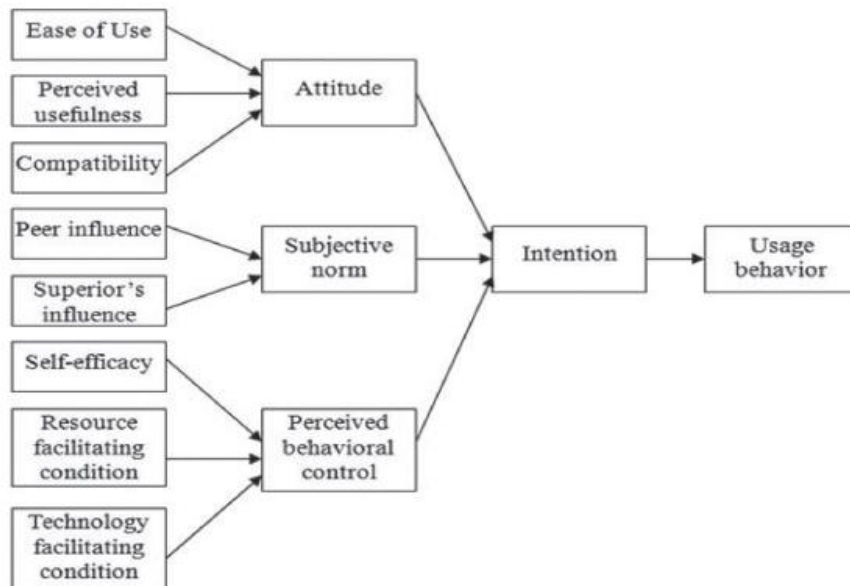 Ease of Use
Perceived
usefulness
Compatibility
Peer influence
Superior's
influence
Self-efficacy
Resource
facilitating
condition
Technology
facilitating
condition
Attitude
Subjective
norm
Perceived
behavioral
control
Intention
Usage
behavior